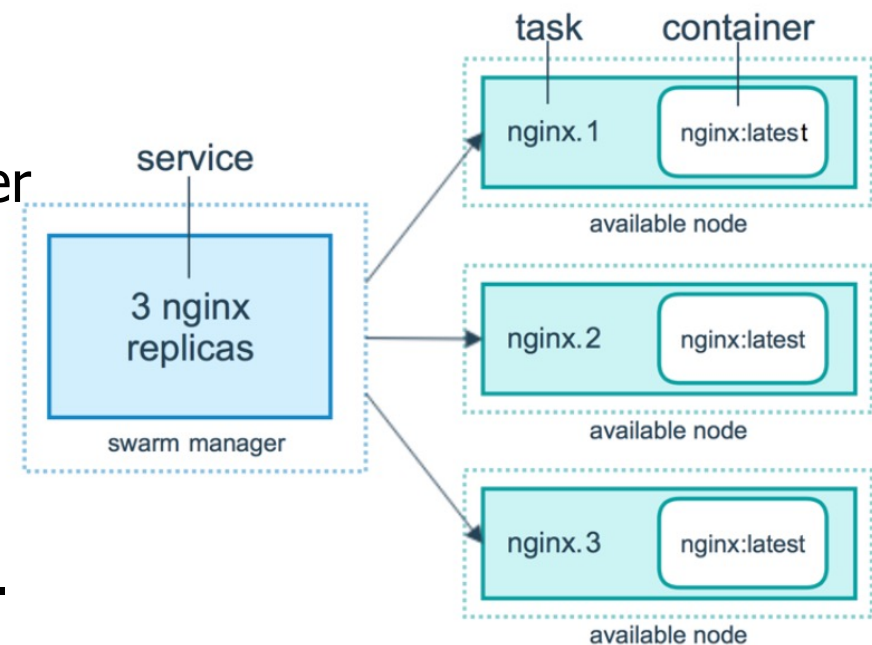 task
container
nginx.1
nginx:latest
available node
service
er
3 nginx
replicas
swarm manager
nginx.2
nginx:latest
available node
nginx.3
nginx:latest
available node
.